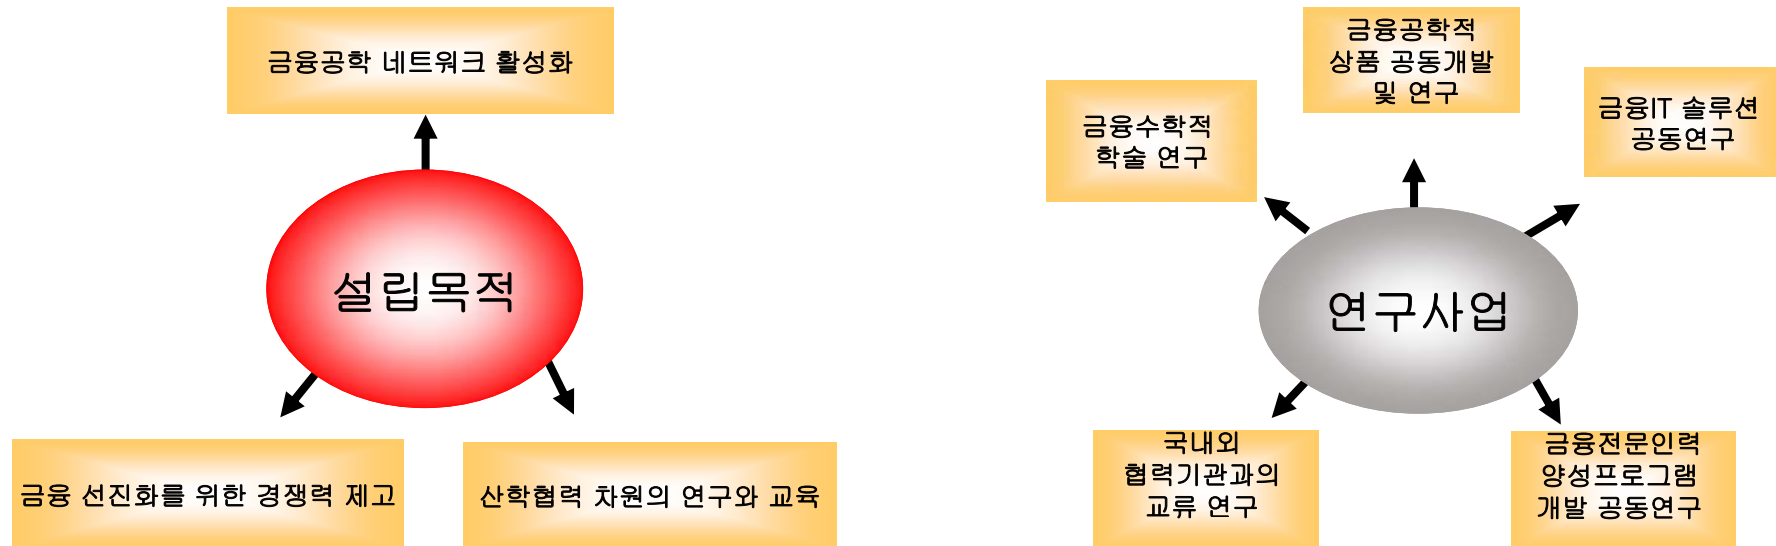 금융공학 네트워크 활성화
설립목적
금융 선진화를 위한 경쟁력 제고
산학협력 차원의 연구와 교육
금융공학적
상품 공동개발
및 연구
금융수학적
학술 연구
금융IT 솔루션
공동연구
연구사업
국내외
협력기관과의
교류 연구
금융전문인력
양성프로그램
개발 공동연구